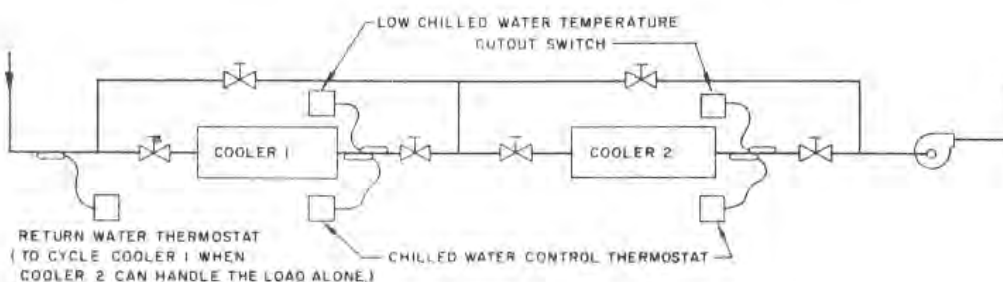 LOW CHILLED WATER TEMPERATURE
CUTOUT SWITCH
COOLER 1
COOLER 2
RETURN WATER THERMOSTAT
(TO CYCLE COOLER 1 WHEN
COOLER 2 CAN HANDLE THE LOAD ALONE.)
CHILLED WATER CONTROL THERMOSTAT